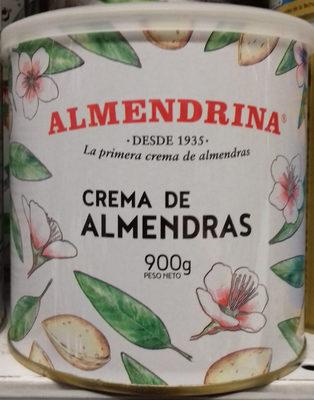 ALMENDRINA®
·DESDE 1935·
La primera crema de almendras
CREMA DE
ALMENDRAS
900g
PESO NETO